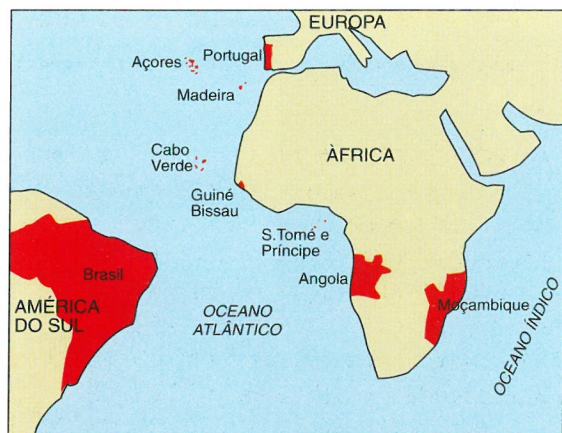 EUROPA
Açores
Portugal
Madeira
Cabo
Verde
ÀFRICA
Guiné
Bissau
S.Tomé e
Príncipe
Brasil
Angola
Moçambique
AMÉRICA
DO SUL
OCEANO
ATLÂNTICO
OCEANO ÍNDICO